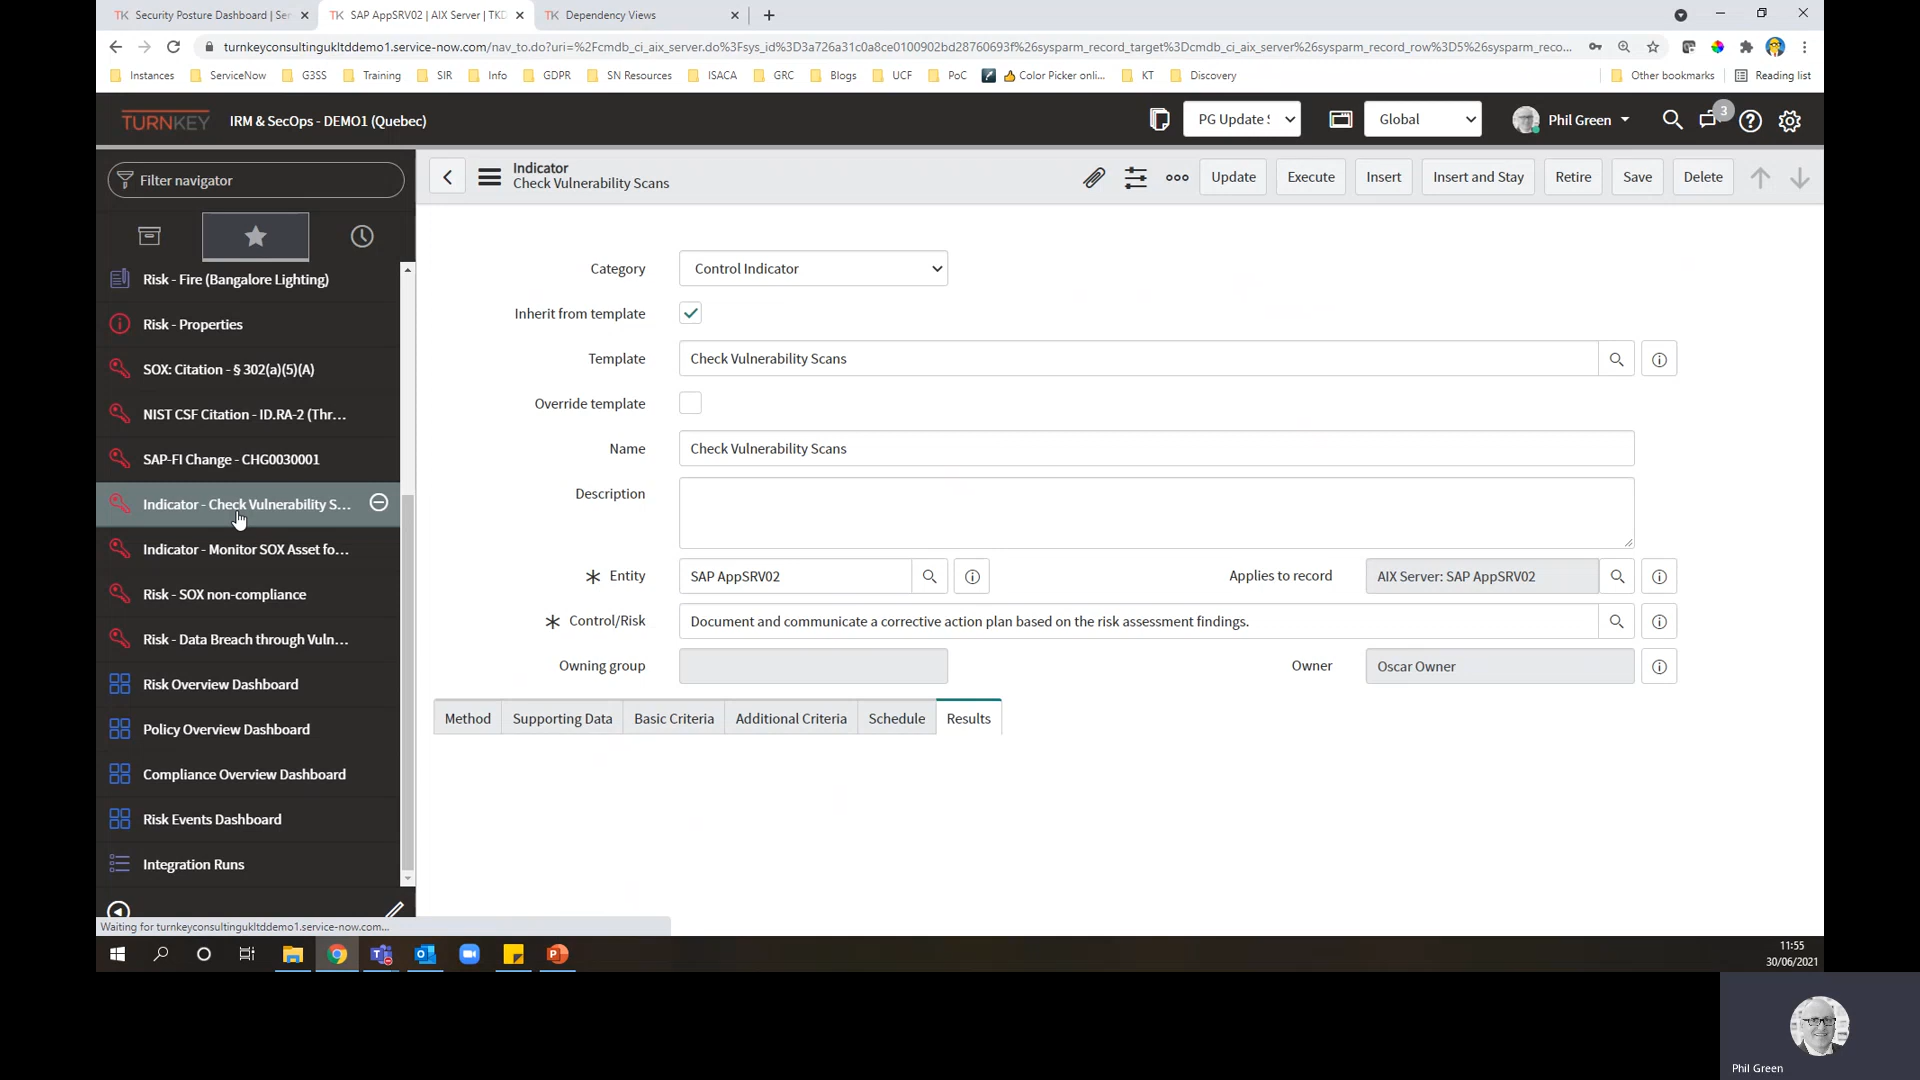 TK Security Posture Dashboard | Ser
TK SAP AppSRV02 | AIX Server | TKD
TK Dependency Views
turnkeyconsultingukltddemo1.service-now.com/nav_to.do?uri=%2Fcmdb_ci_aix_server.do%3Fsys_id%3D3a726a31c0a8ce0100902bd28760693f%26sysparm_record_target%3Dcmdb_ci_aix_server%26sysparm_record_row%3D5%26sysparm_reco...
Instances ServiceNow G3SS Training SIR Info GDPR SN Resources ISACA GRC Blogs UCF PoC Color Picker onli... KT Discovery Other bookmarks Reading list
TURNKEY IRM & SecOps - DEMO1 (Quebec)
PG Update S
Global
Phil Green
3
Filter navigator
Risk - Fire (Bangalore Lighting)
Risk - Properties
SOX: Citation - § 302(a)(5)(A)
NIST CSF Citation - ID.RA-2 (Thr...
SAP-FI Change - CHG0030001
Indicator - Check Vulnerability S...
Indicator - Monitor SOX Asset fo...
Risk - SOX non-compliance
Risk - Data Breach through Vuln...
Risk Overview Dashboard
Policy Overview Dashboard
Compliance Overview Dashboard
Risk Events Dashboard
Integration Runs
Indicator
Check Vulnerability Scans
Update Execute Insert Insert and Stay Retire Save Delete
Category Control Indicator
Inherit from template
Template Check Vulnerability Scans
Override template
Name Check Vulnerability Scans
Description
Entity SAP AppSRV02 Applies to record AIX Server: SAP AppSRV02
Control/Risk Document and communicate a corrective action plan based on the risk assessment findings.
Owning group Owner Oscar Owner
Method Supporting Data Basic Criteria Additional Criteria Schedule Results
Waiting for turnkeyconsultingukltddemo1.service-now.com...
11:55
30/06/2021
Phil Green